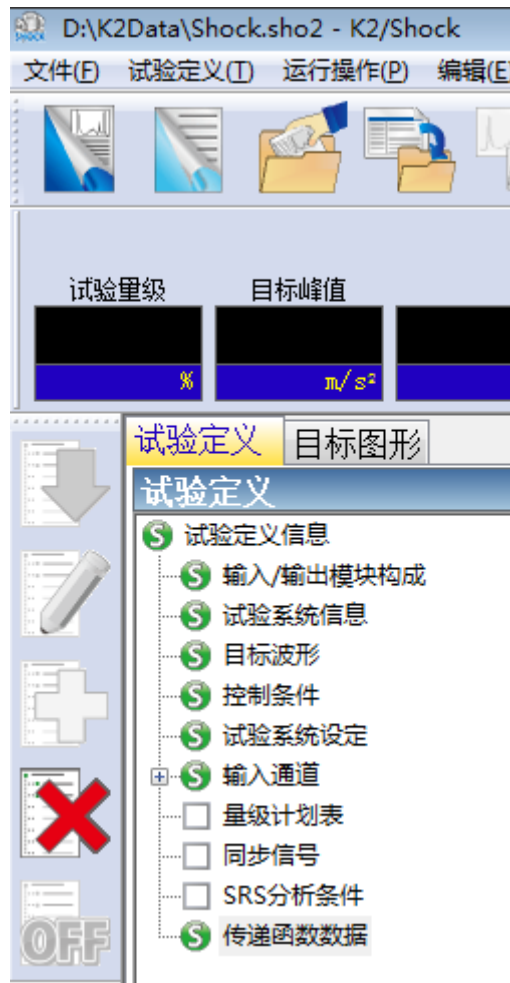 D:\K2Data\Shock.sho2 - K2/Shock
文件(F) 试验定义(T) 运行操作(P) 编辑(E)
试验量级 目标峰值
% m/s²
试验定义 目标图形
试验定义
试验定义信息
输入/输出模块构成
试验系统信息
目标波形
控制条件
试验系统设定
输入通道
量级计划表
同步信号
SRS分析条件
传递函数数据
OFF